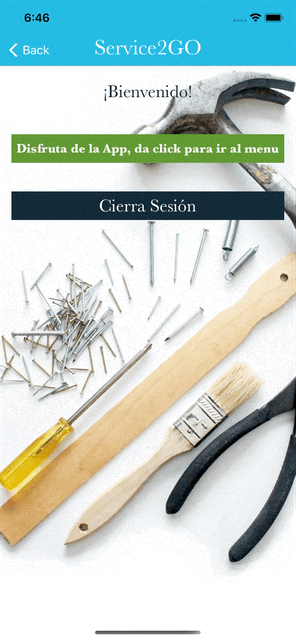 6:46
Back
Service2GO
¡Bienvenido!
Disfruta de la App, da click para ir al menu
Cierra Sesión